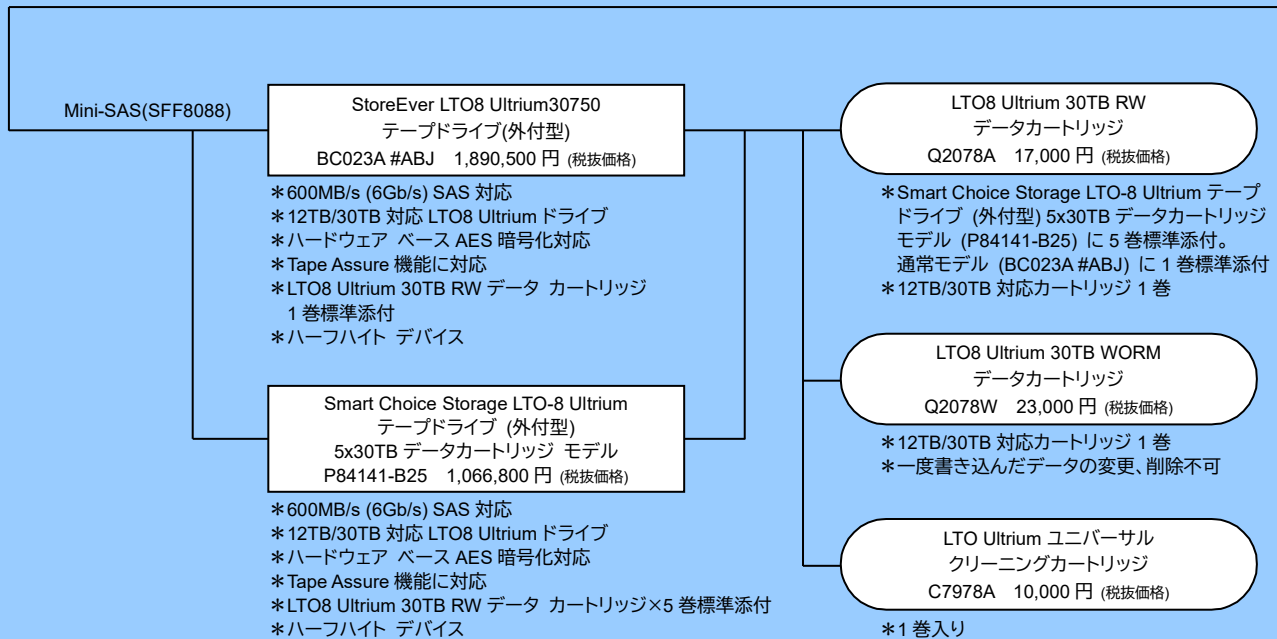 Mini-SAS(SFF8088)
StoreEver LTO8 Ultrium30750
テープドライブ(外付型)
BC023A #ABJ 1,890,500 円 (税抜価格)
＊600MB/s (6Gb/s) SAS 対応
＊12TB/30TB 対応 LTO8 Ultrium ドライブ
＊ハードウェア ベース AES 暗号化対応
＊Tape Assure 機能に対応
＊LTO8 Ultrium 30TB RW データ カートリッジ
1 巻標準添付
＊ハーフハイト デバイス
Smart Choice Storage LTO-8 Ultrium
テープドライブ (外付型)
5x30TB データカートリッジ モデル
P84141-B25 1,066,800 円 (税抜価格)
＊600MB/s (6Gb/s) SAS 対応
＊12TB/30TB 対応 LTO8 Ultrium ドライブ
＊ハードウェア ベース AES 暗号化対応
＊Tape Assure 機能に対応
＊LTO8 Ultrium 30TB RW データ カートリッジ×5 巻標準添付
＊ハーフハイト デバイス
LTO8 Ultrium 30TB RW
データカートリッジ
Q2078A 17,000 円 (税抜価格)
＊Smart Choice Storage LTO-8 Ultrium テープ
ドライブ (外付型) 5x30TB データカートリッジ
モデル (P84141-B25) に 5 巻標準添付。
通常モデル (BC023A #ABJ) に 1 巻標準添付
＊12TB/30TB 対応カートリッジ 1 巻
LTO8 Ultrium 30TB WORM
データカートリッジ
Q2078W 23,000 円 (税抜価格)
＊12TB/30TB 対応カートリッジ 1 巻
＊一度書き込んだデータの変更、削除不可
LTO Ultrium ユニバーサル
クリーニングカートリッジ
C7978A 10,000 円 (税抜価格)
＊1 巻入り